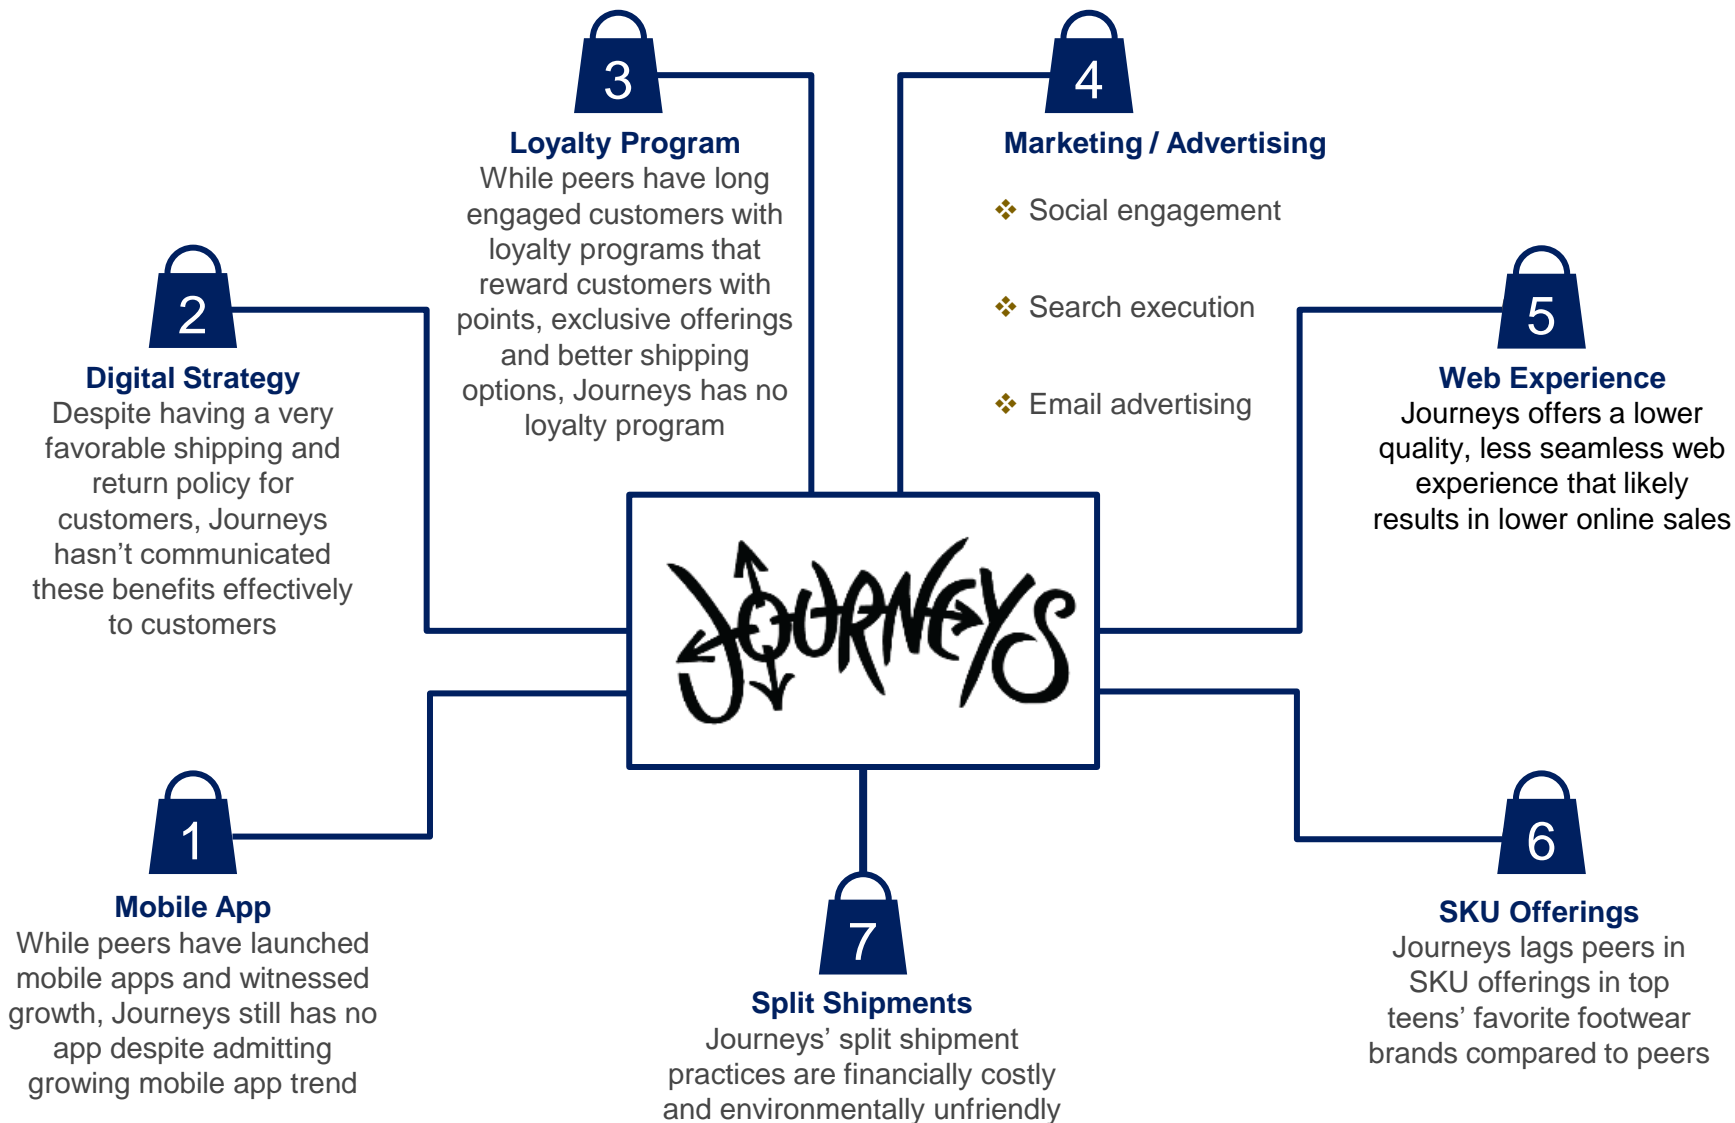 3
Loyalty Program
While peers have long
engaged customers with
loyalty programs that
reward customers with
points, exclusive offerings
and better shipping
options, Journeys has no
loyalty program
4
Marketing / Advertising
❖ Social engagement
❖ Search execution
❖ Email advertising
2
Digital Strategy
Despite having a very
favorable shipping and
return policy for
customers, Journeys
hasn’t communicated
these benefits effectively
to customers
5
Web Experience
Journeys offers a lower
quality, less seamless web
experience that likely
results in lower online sales
JOURNEYS
1
Mobile App
While peers have launched
mobile apps and witnessed
growth, Journeys still has no
app despite admitting
growing mobile app trend
7
Split Shipments
Journeys’ split shipment
practices are financially costly
and environmentally unfriendly
6
SKU Offerings
Journeys lags peers in
SKU offerings in top
teens’ favorite footwear
brands compared to peers